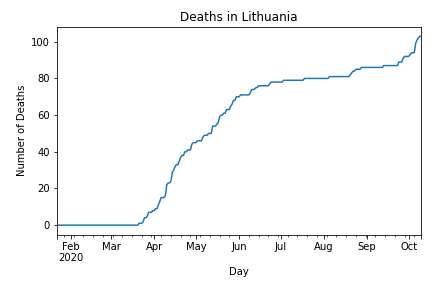 Deaths in Lithuania
Number of Deaths
100
80
60
40
20
0
Feb Mar Apr May Jun Jul Aug Sep Oct
2020
Day